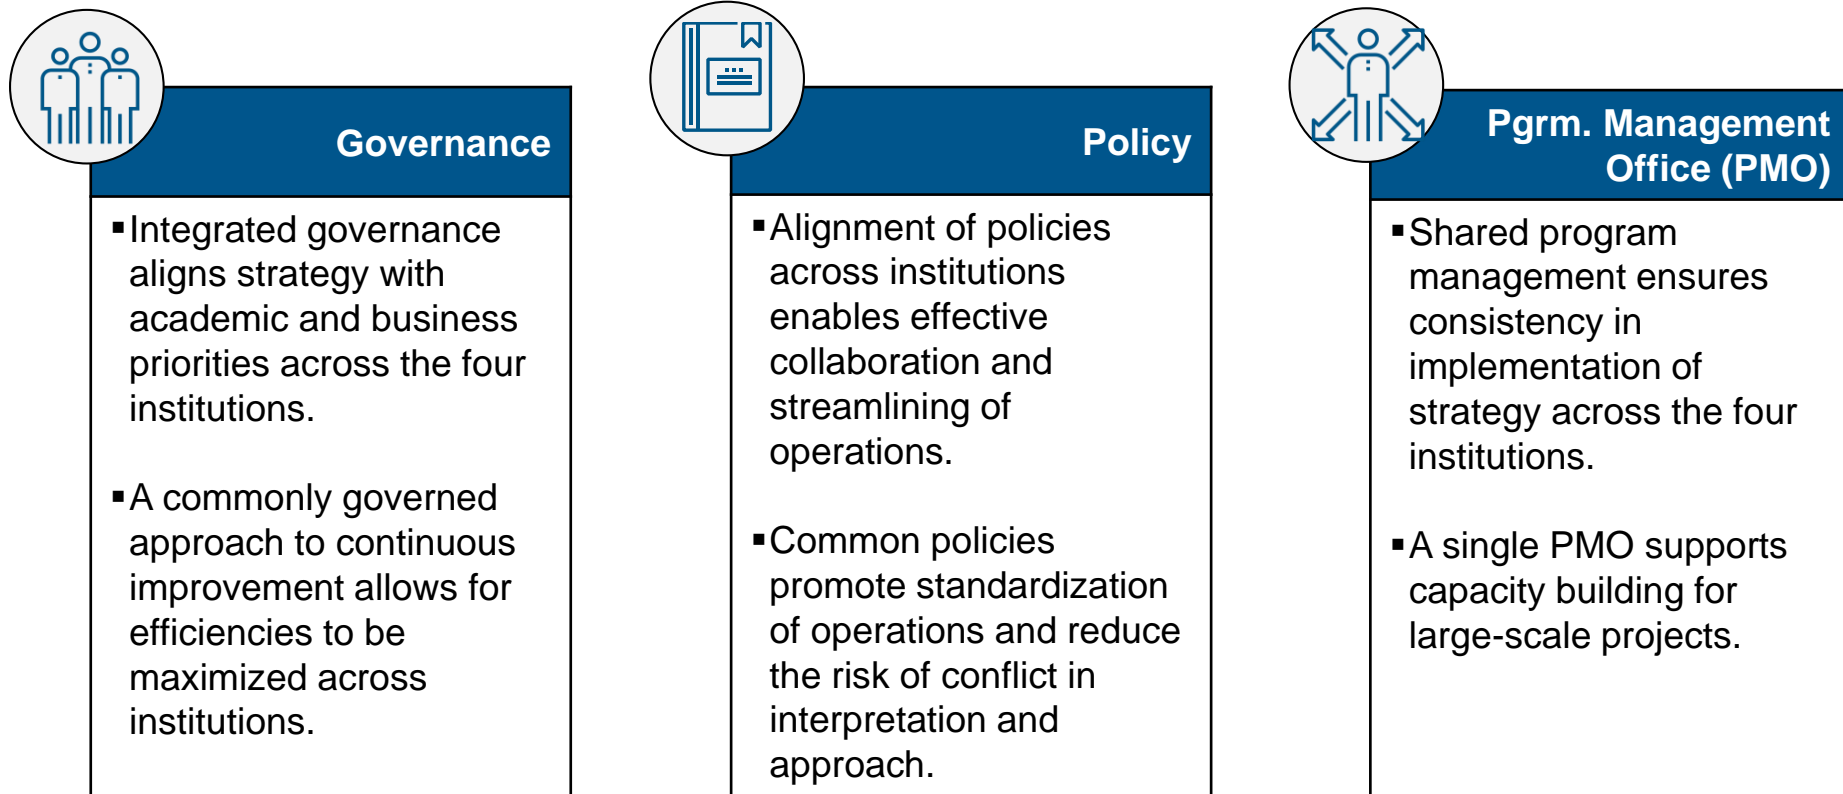 Governance
▪Integrated governance
aligns strategy with
academic and business
priorities across the four
institutions.
▪A commonly governed
approach to continuous
improvement allows for
efficiencies to be
maximized across
institutions.
Policy
▪Alignment of policies
across institutions
enables effective
collaboration and
streamlining of
operations.
▪Common policies
promote standardization
of operations and reduce
the risk of conflict in
interpretation and
approach.
Pgrm. Management
Office (PMO)
▪Shared program
management ensures
consistency in
implementation of
strategy across the four
institutions.
▪A single PMO supports
capacity building for
large-scale projects.